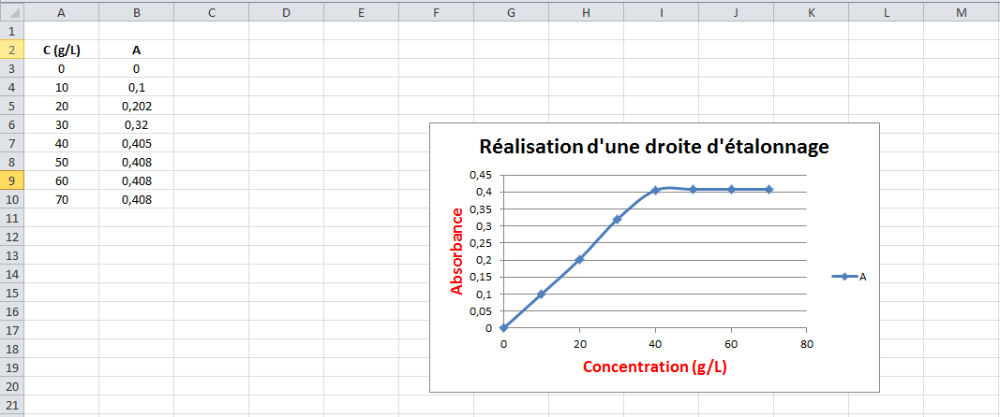 A B C D E F G H I J K L M
1
2 C (g/L) A
3 0 0
4 10 0,1
5 20 0,202
6 30 0,32
7 40 0,405
8 50 0,408
9 60 0,408
10 70 0,408
11
12
13
14
15
16
17
18
19
20
21
Réalisation d'une droite d'étalonnage
0,45
0,4
0,35
0,3
0,25
0,2
0,15
0,1
0,05
0
Absorbance
0 20 40 60 80
Concentration (g/L)
A